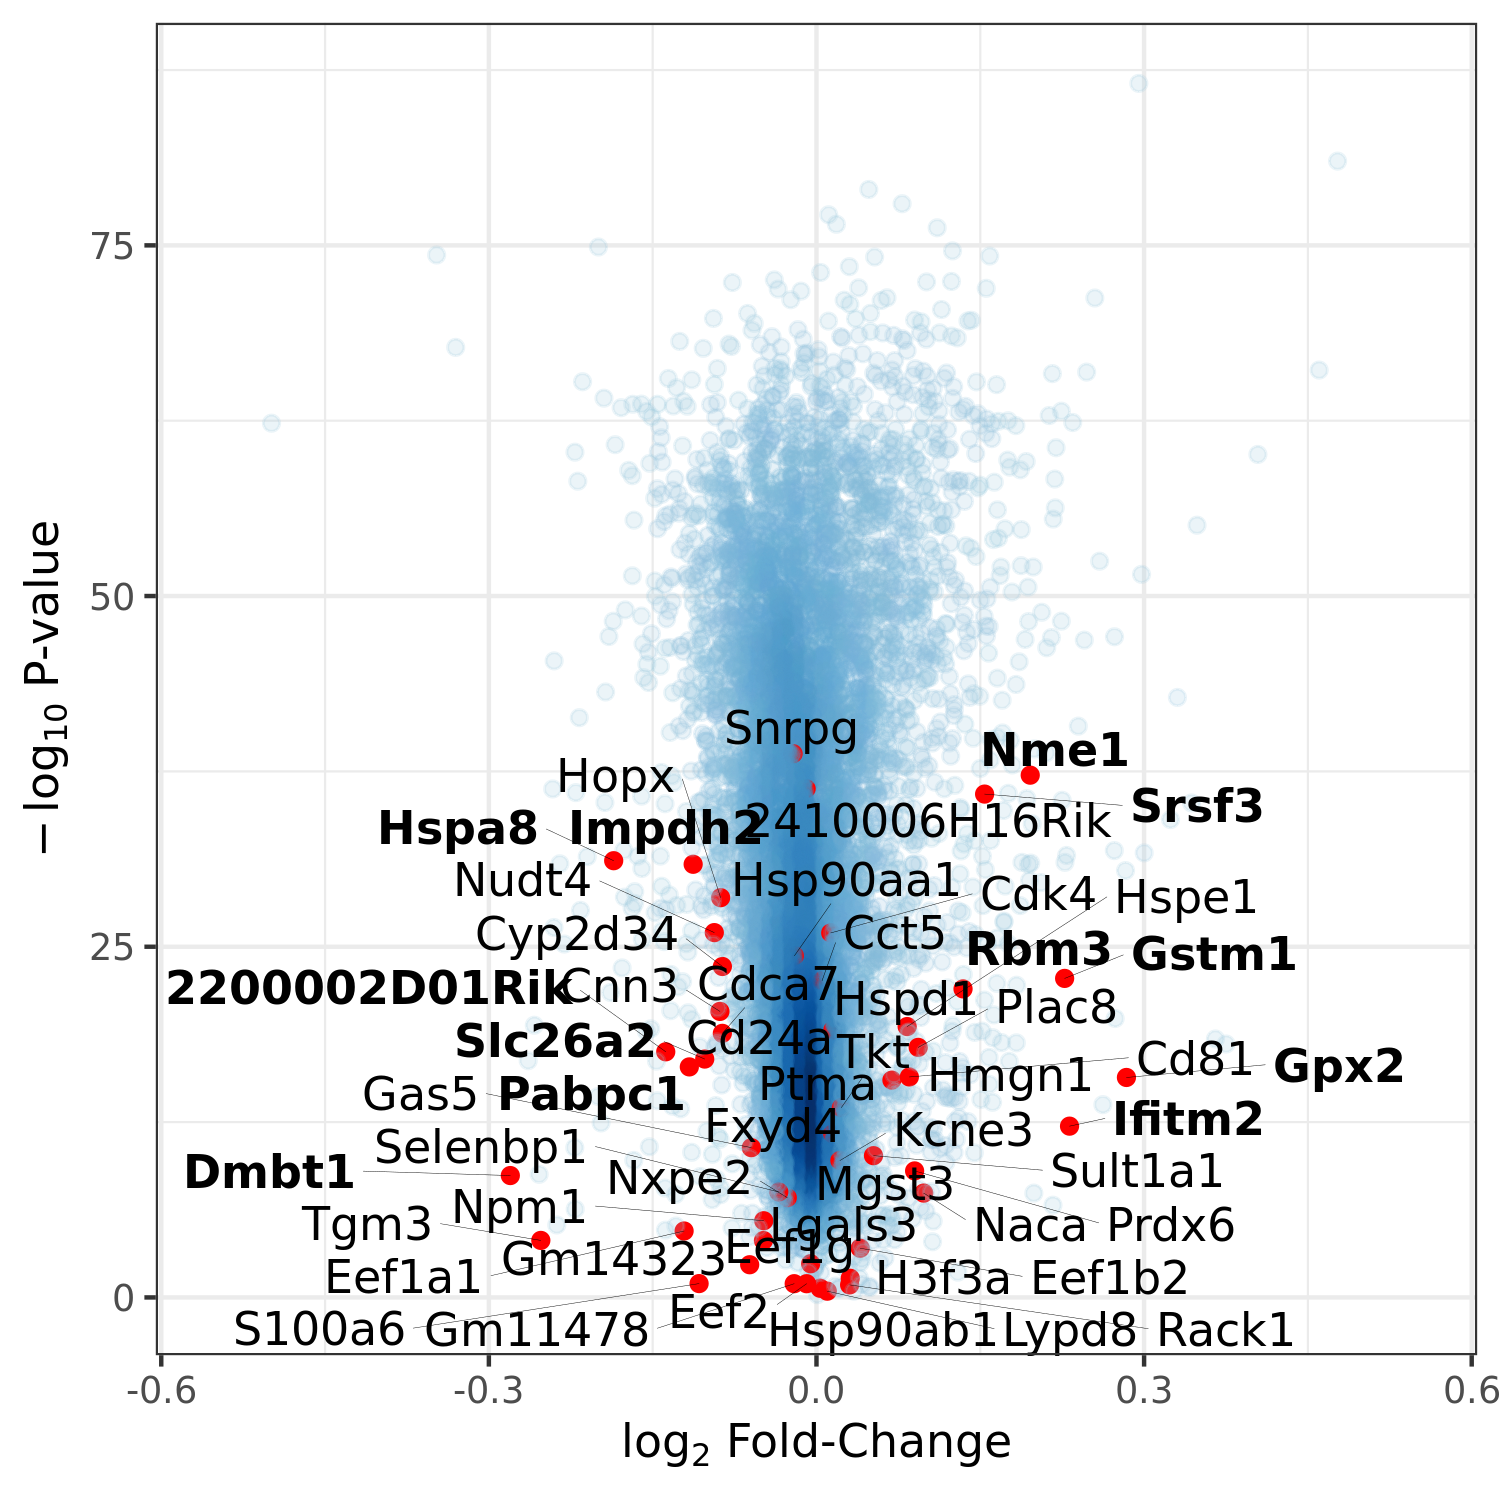 75
50
25
0
− log10 P-value
Snrpg
Nme1
Hopx
Srsf3
2410006H16Rik
Hspa8
Impdh2
Nudt4
Hsp90aa1
Cdk4
Hspe1
Cyp2d34
Cct5
Rbm3
Gstm1
2200002D01Rik
Cnn3
Cdca7
Hspd1
Plac8
Slc26a2
Cd24a
Tkt
Hmgn1
Cd81
Gpx2
Gas5
Pabpc1
Ptma
Ifitm2
Fxyd4
Kcne3
Selenbp1
Dmbt1
Nxpe2
Mgst3
Sult1a1
Npm1
Tgm3
Lgals3
Naca
Prdx6
Gm14323
Eef1g
Eef1a1
H3f3a
Eef1b2
S100a6
Gm11478
Eef2
Hsp90ab1
Lypd8
Rack1
-0.6
-0.3
0.0
0.3
0.6
log2 Fold-Change